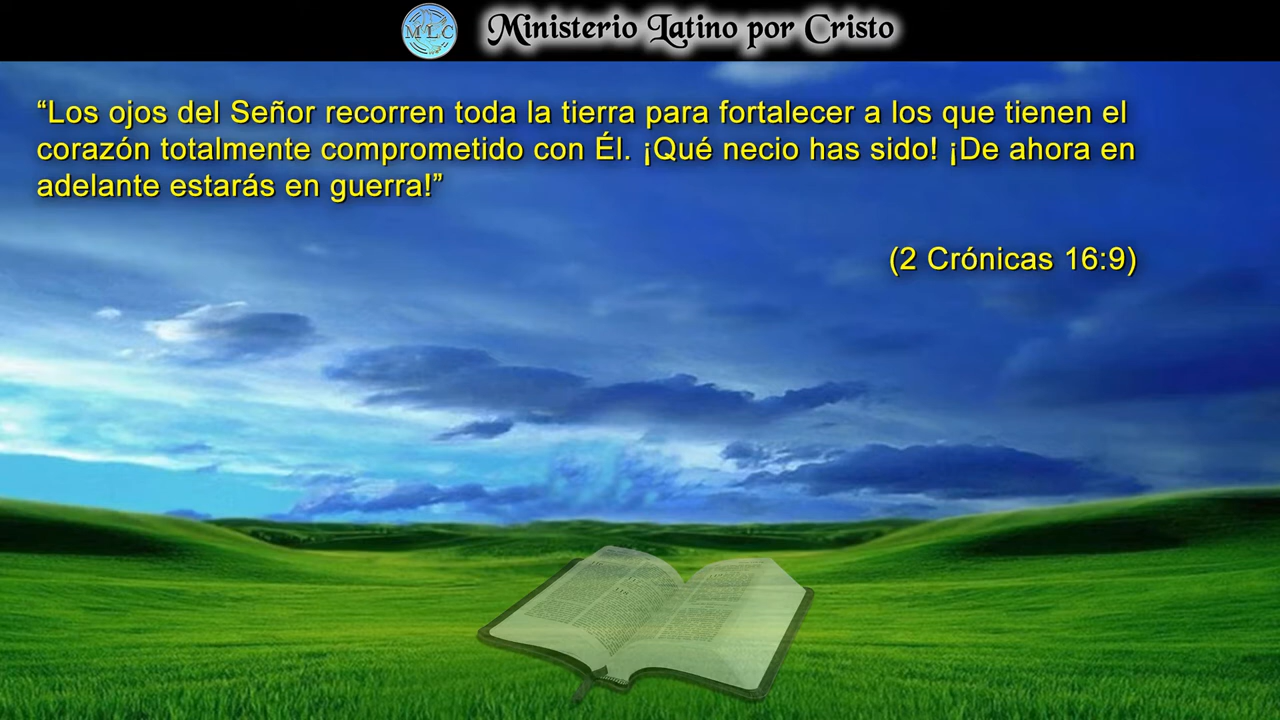 MLC
Ministerio Latino por Cristo
“Los ojos del Señor recorren toda la tierra para fortalecer a los que tienen el
corazón totalmente comprometido con Él. ¡Qué necio has sido! ¡De ahora en
adelante estarás en guerra!”
(2 Crónicas 16:9)